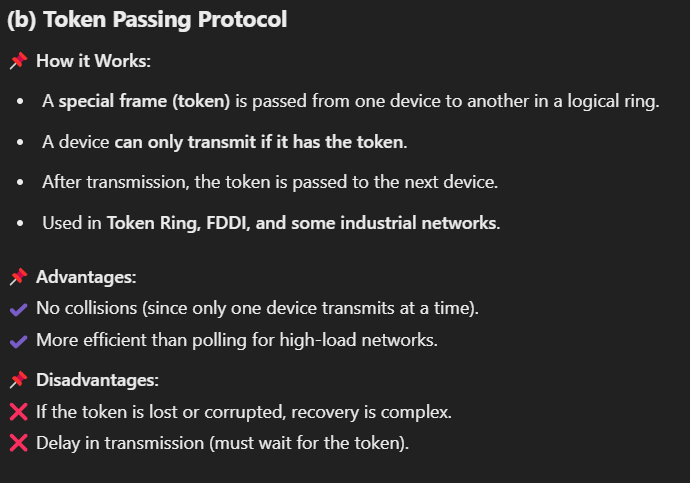 (b) Token Passing Protocol
📌 How it Works:
• A special frame (token) is passed from one device to another in a logical ring.
• A device can only transmit if it has the token.
• After transmission, the token is passed to the next device.
• Used in Token Ring, FDDI, and some industrial networks.
📌 Advantages:
✔ No collisions (since only one device transmits at a time).
✔ More efficient than polling for high-load networks.
📌 Disadvantages:
❌ If the token is lost or corrupted, recovery is complex.
❌ Delay in transmission (must wait for the token).